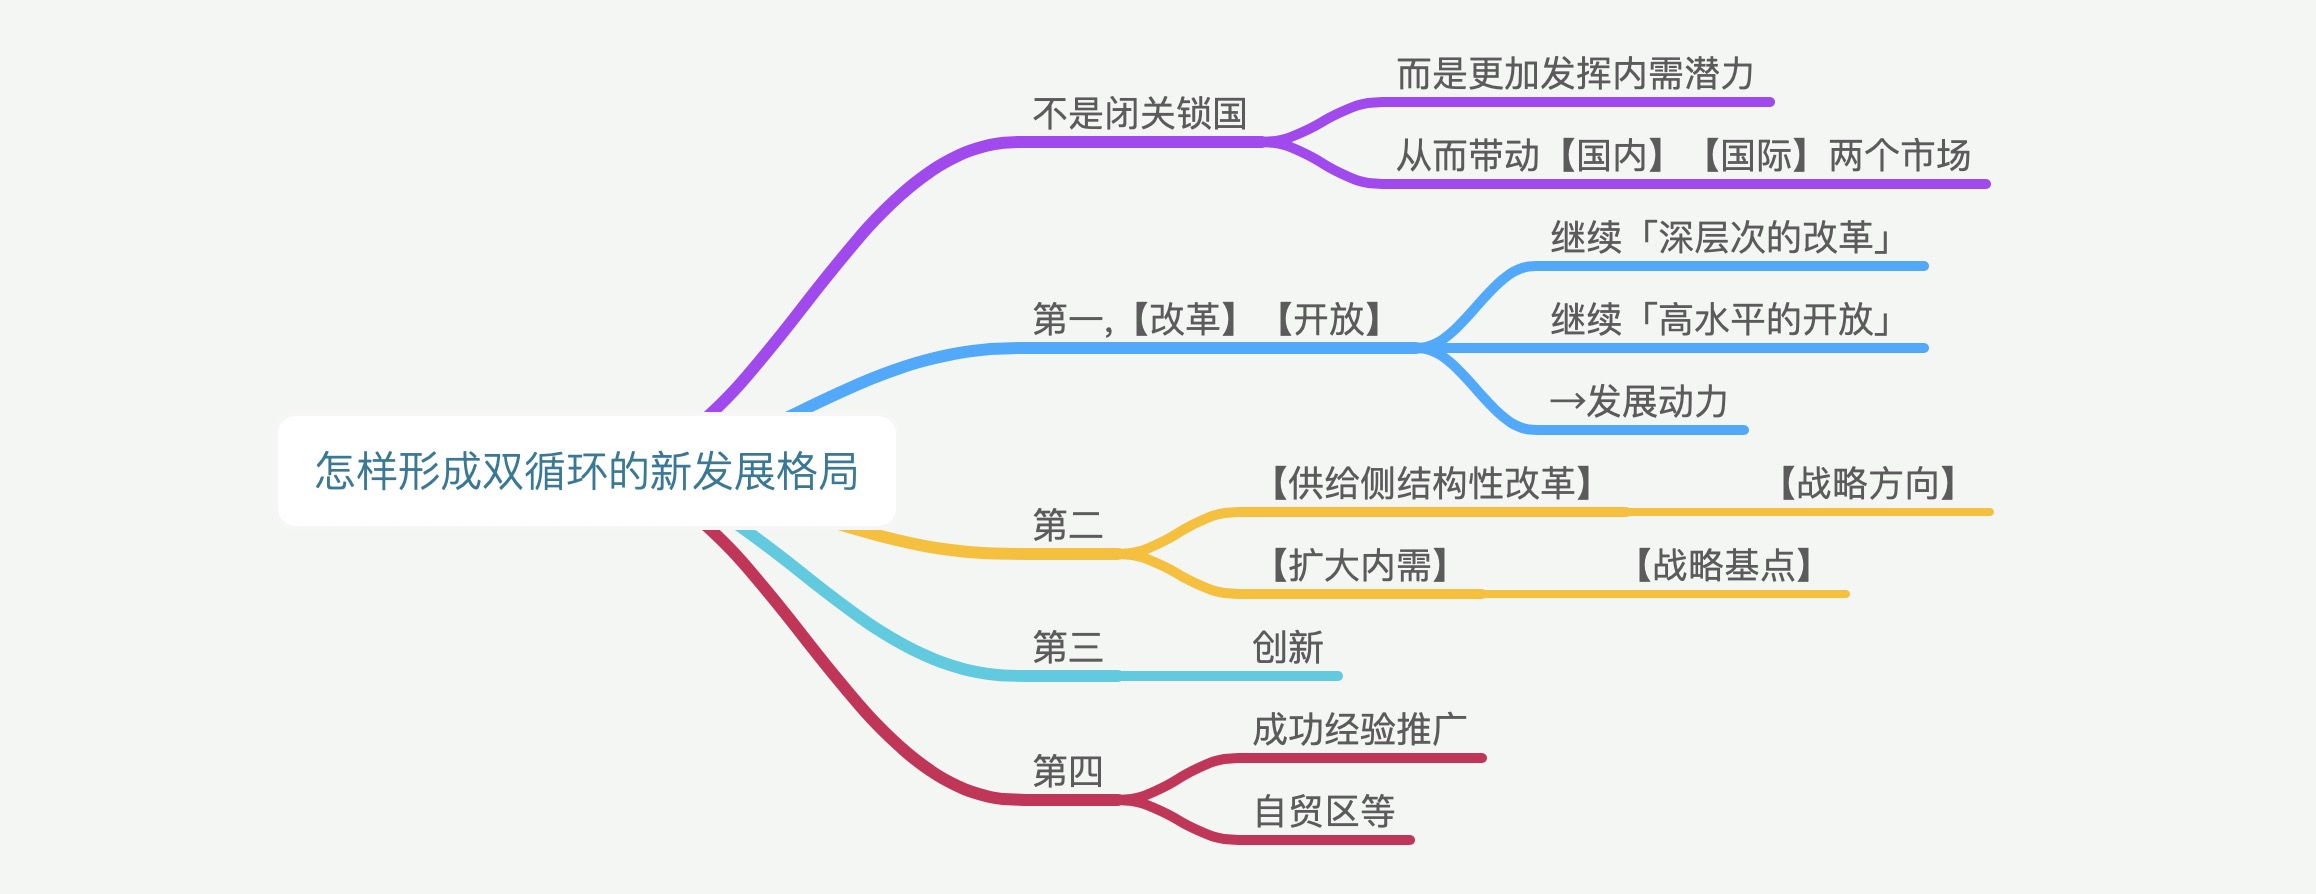 怎样形成双循环的新发展格局
不是闭关锁国
而是更加发挥内需潜力
从而带动【国内】【国际】两个市场
第一,【改革】【开放】
继续「深层次的改革」
继续「高水平的开放」
→发展动力
第二
【供给侧结构性改革】
【战略方向】
【扩大内需】
【战略基点】
第三
创新
第四
成功经验推广
自贸区等